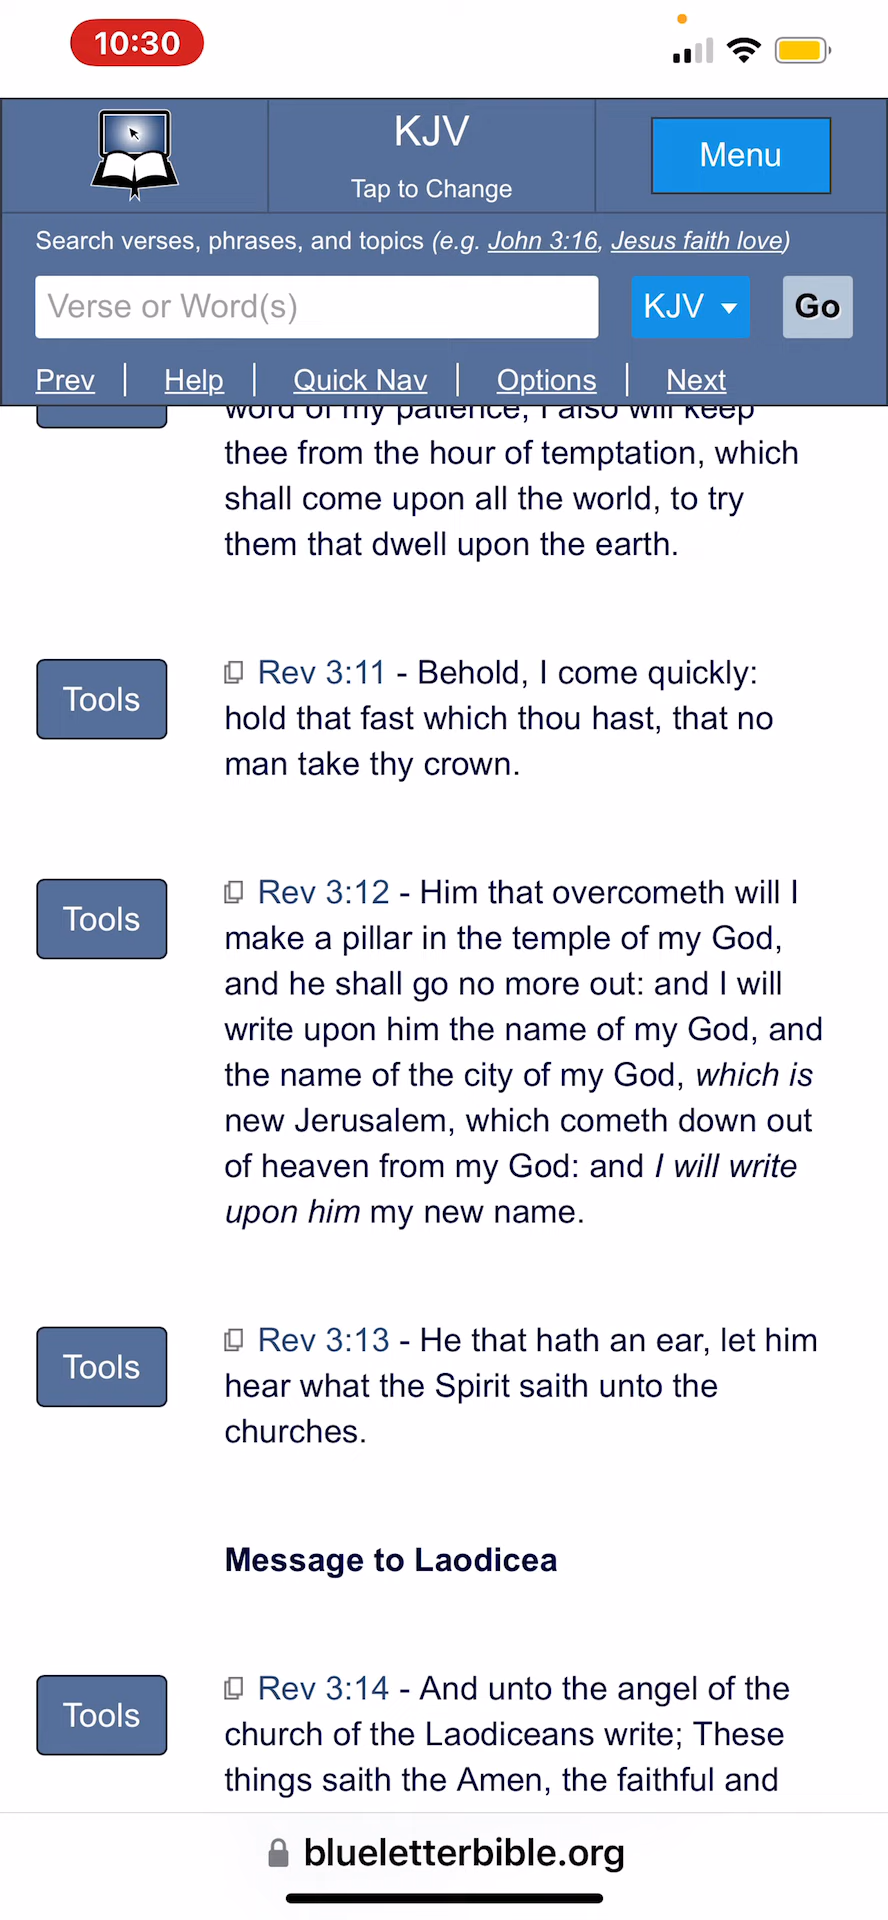 10:30
KJV
Tap to Change
Menu
Search verses, phrases, and topics (e.g. John 3:16, Jesus faith love)
Verse or Word(s)
KJV
Go
Prev | Help | Quick Nav | Options | Next
word of my patience, I also will keep
thee from the hour of temptation, which
shall come upon all the world, to try
them that dwell upon the earth.
Tools
Rev 3:11 - Behold, I come quickly:
hold that fast which thou hast, that no
man take thy crown.
Tools
Rev 3:12 - Him that overcometh will I
make a pillar in the temple of my God,
and he shall go no more out: and I will
write upon him the name of my God, and
the name of the city of my God, which is
new Jerusalem, which cometh down out
of heaven from my God: and I will write
upon him my new name.
Tools
Rev 3:13 - He that hath an ear, let him
hear what the Spirit saith unto the
churches.
Message to Laodicea
Tools
Rev 3:14 - And unto the angel of the
church of the Laodiceans write; These
things saith the Amen, the faithful and
blueletterbible.org